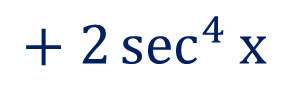 + 2 sec⁴ x